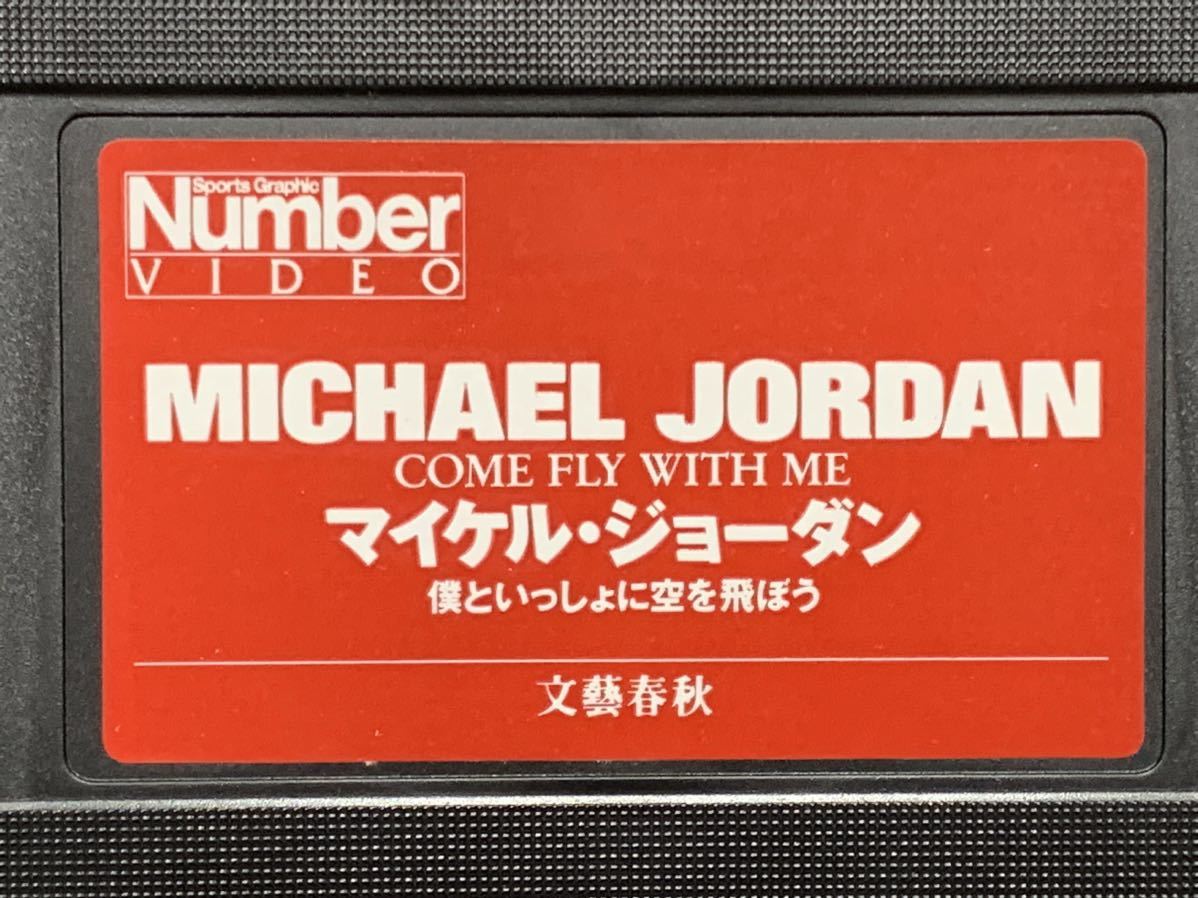 Sports Graphic
Number
VIDEO
MICHAEL JORDAN
COME FLY WITH ME
マイケル・ジョーダン
僕といっしょに空を飛ぼう
文藝春秋